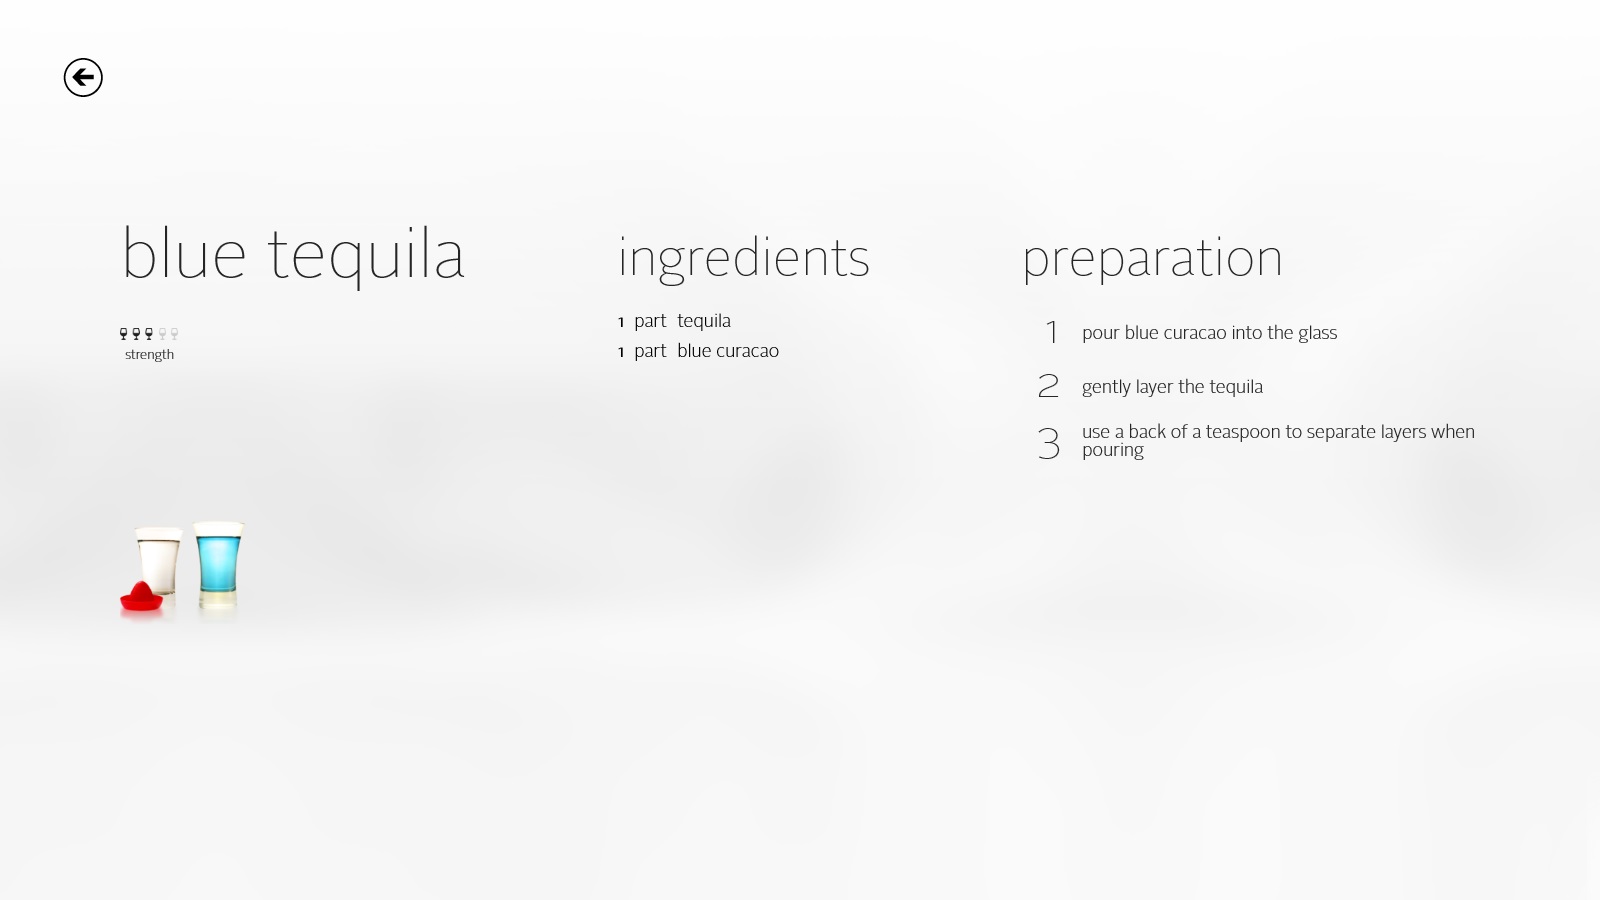 blue tequila
strength
ingredients
1 part tequila
1 part blue curacao
preparation
1 pour blue curacao into the glass
2 gently layer the tequila
3 use a back of a teaspoon to separate layers when
pouring